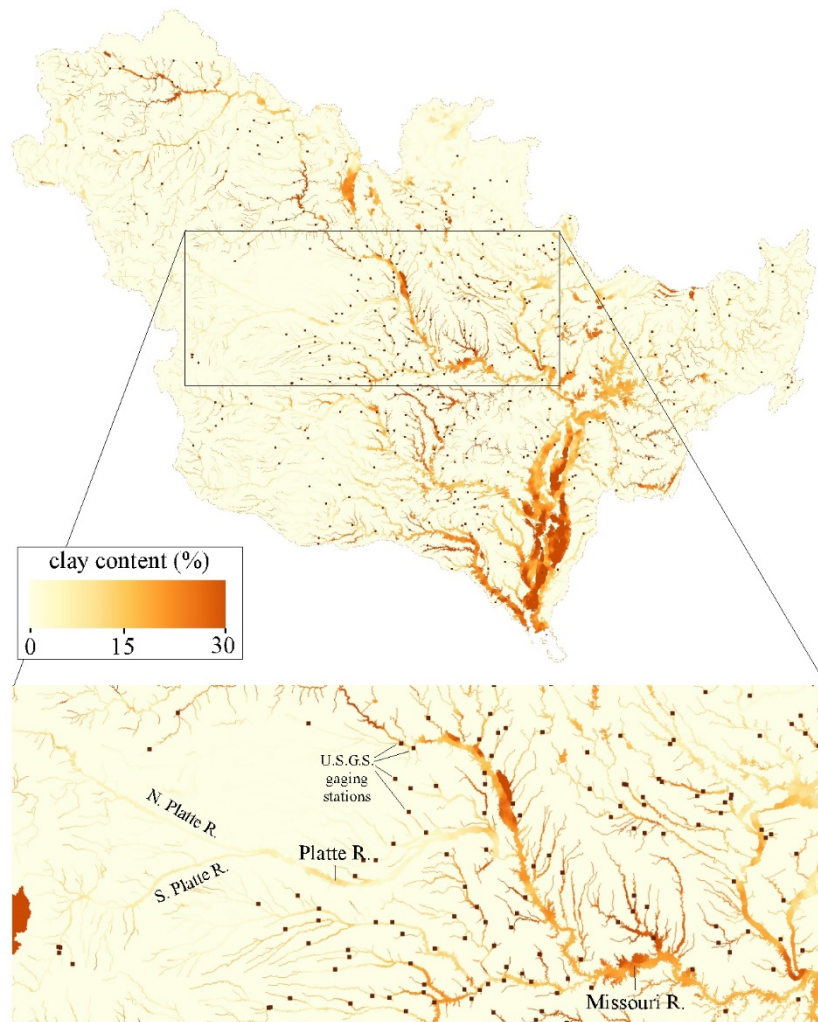 clay content (%)
0 15 30
U.S.G.S.
gaging
stations
N. Platte R.
Platte R.
S. Platte R.
Missouri R.